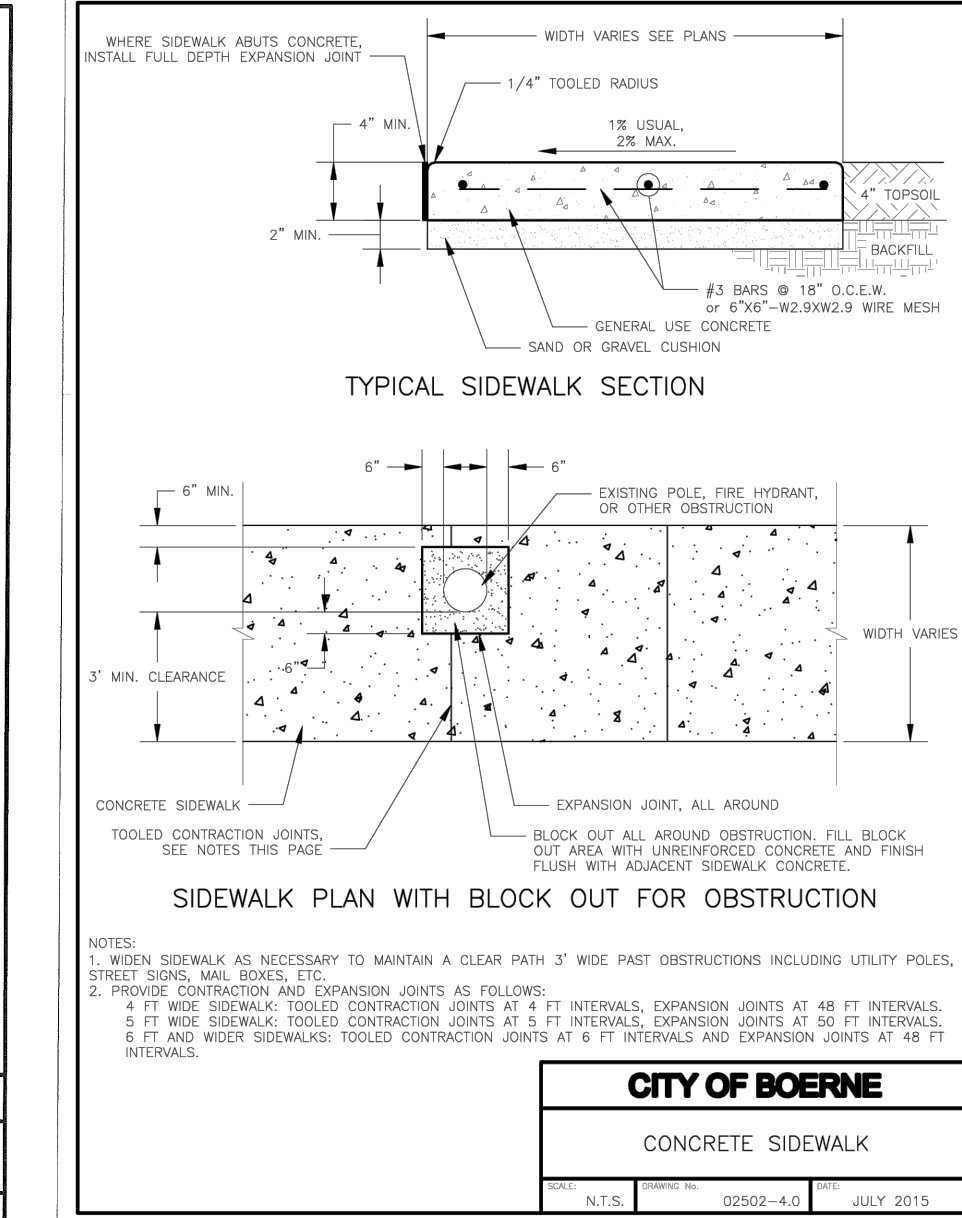 WHERE SIDEWALK ABUTS CONCRETE,
INSTALL FULL DEPTH EXPANSION JOINT
WIDTH VARIES SEE PLANS
1/4" TOOLED RADIUS
4" MIN.
1% USUAL,
2% MAX.
4" TOPSOIL
2" MIN.
BACKFILL
#3 BARS @ 18" O.C.E.W.
or 6"X6"-W2.9XW2.9 WIRE MESH
GENERAL USE CONCRETE
SAND OR GRAVEL CUSHION
TYPICAL SIDEWALK SECTION
6"
6"
6" MIN.
EXISTING POLE, FIRE HYDRANT,
OR OTHER OBSTRUCTION
WIDTH VARIES
6"
3' MIN. CLEARANCE
CONCRETE SIDEWALK
EXPANSION JOINT, ALL AROUND
TOOLED CONTRACTION JOINTS,
SEE NOTES THIS PAGE
BLOCK OUT ALL AROUND OBSTRUCTION. FILL BLOCK
OUT AREA WITH UNREINFORCED CONCRETE AND FINISH
FLUSH WITH ADJACENT SIDEWALK CONCRETE.
SIDEWALK PLAN WITH BLOCK OUT FOR OBSTRUCTION
NOTES:
1. WIDEN SIDEWALK AS NECESSARY TO MAINTAIN A CLEAR PATH 3' WIDE PAST OBSTRUCTIONS INCLUDING UTILITY POLES,
STREET SIGNS, MAIL BOXES, ETC.
2. PROVIDE CONTRACTION AND EXPANSION JOINTS AS FOLLOWS:
4 FT WIDE SIDEWALK: TOOLED CONTRACTION JOINTS AT 4 FT INTERVALS, EXPANSION JOINTS AT 48 FT INTERVALS.
5 FT WIDE SIDEWALK: TOOLED CONTRACTION JOINTS AT 5 FT INTERVALS, EXPANSION JOINTS AT 50 FT INTERVALS.
6 FT AND WIDER SIDEWALKS: TOOLED CONTRACTION JOINTS AT 6 FT INTERVALS AND EXPANSION JOINTS AT 48 FT
INTERVALS.
CITY OF BOERNE
CONCRETE SIDEWALK
SCALE:
N.T.S.
DRAWING No.
02502-4.0
DATE:
JULY 2015